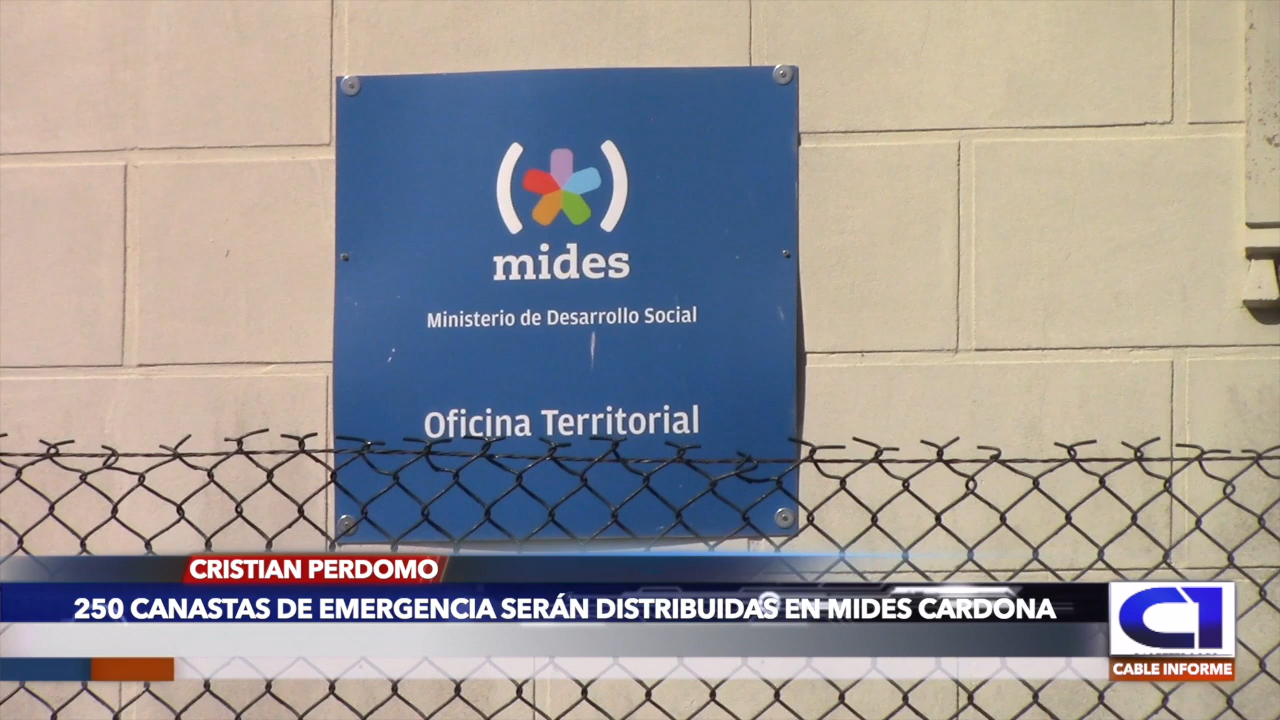 mides
Ministerio de Desarrollo Social
Oficina Territorial
CRISTIAN PERDOMO
250 CANASTAS DE EMERGENCIA SERÁN DISTRIBUIDAS EN MIDES CARDONA
C1
CABLE INFORME